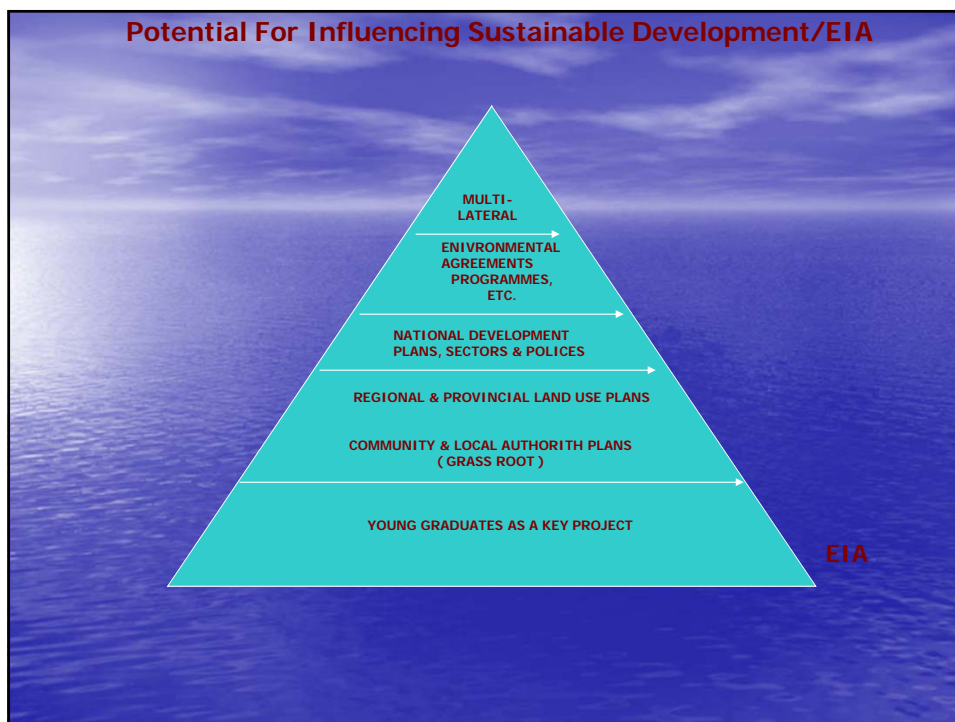 Potential For Influencing Sustainable Development/EIA
MULTI-
LATERAL
ENIVRONMENTAL
AGREEMENTS
PROGRAMMES,
ETC.
NATIONAL DEVELOPMENT
PLANS, SECTORS & POLICES
REGIONAL & PROVINCIAL LAND USE PLANS
COMMUNITY & LOCAL AUTHORITH PLANS
( GRASS ROOT )
YOUNG GRADUATES AS A KEY PROJECT
EIA